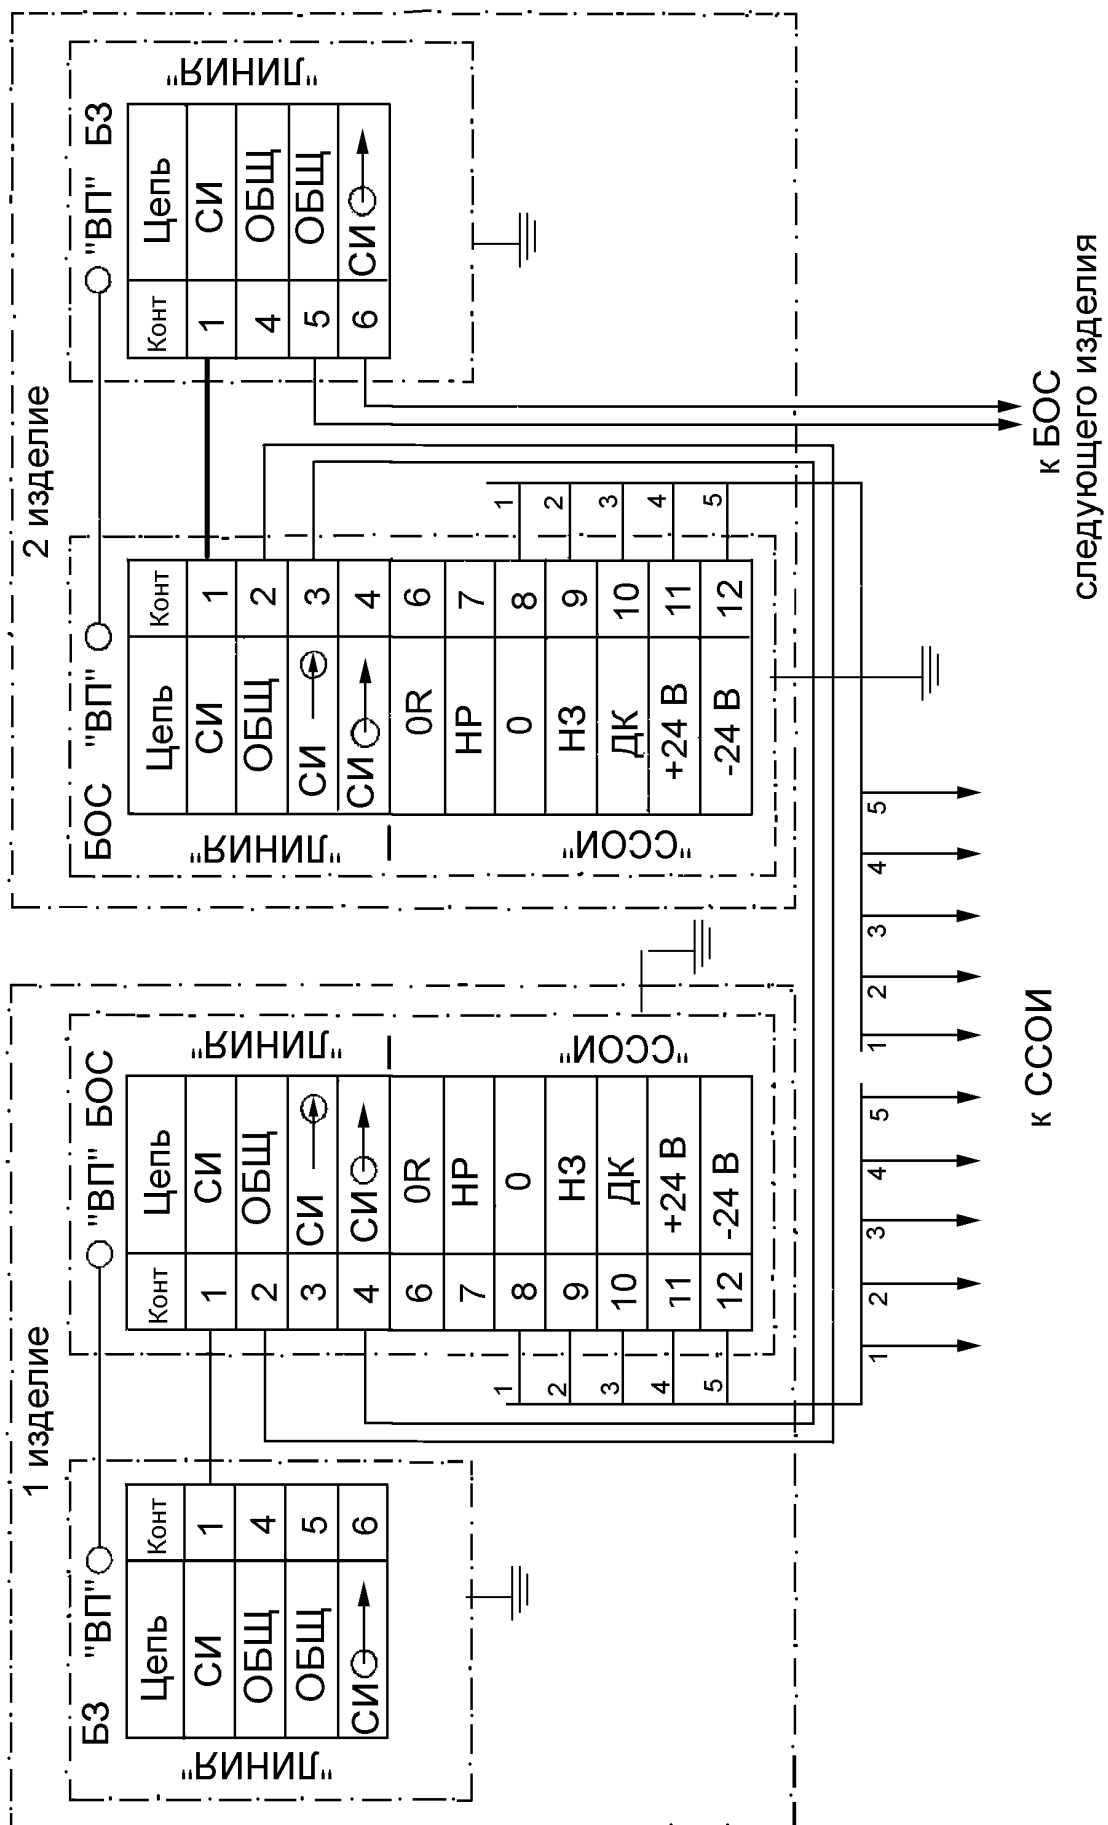 1 изделие
БЗ "ВП"
"ЛИНИЯ"
Цепь Конт
СИ 1
ОБЩ 4
ОБЩ 5
СИ 6
"ВП" БОС
Конт Цепь
1 СИ
2 ОБЩ
3 СИ
4 СИ
6 0R
7 НР
8 0
9 НЗ
10 ДК
11 +24 В
12 -24 В
"ЛИНИЯ"
"ССОИ"
1
2
3
4
5
2 изделие
БОС "ВП"
"ЛИНИЯ"
"ССОИ"
Цепь Конт
СИ 1
ОБЩ 2
СИ 3
СИ 4
0R 6
НР 7
0 8
НЗ 9
ДК 10
+24 В 11
-24 В 12
1
2
3
4
5
"ВП" БЗ
Конт Цепь
1 СИ
4 ОБЩ
5 ОБЩ
6 СИ
"ЛИНИЯ"
1 2 3 4 5 1 2 3 4 5
к ССОИ
к БОС
следующего изделия